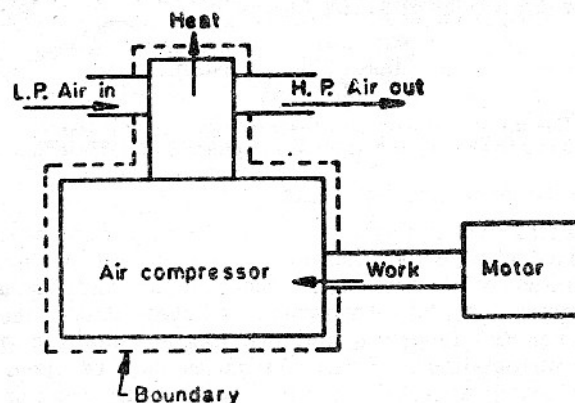 Heat
L.P. Air in
H.P. Air out
Air compressor
Work
Motor
Boundary